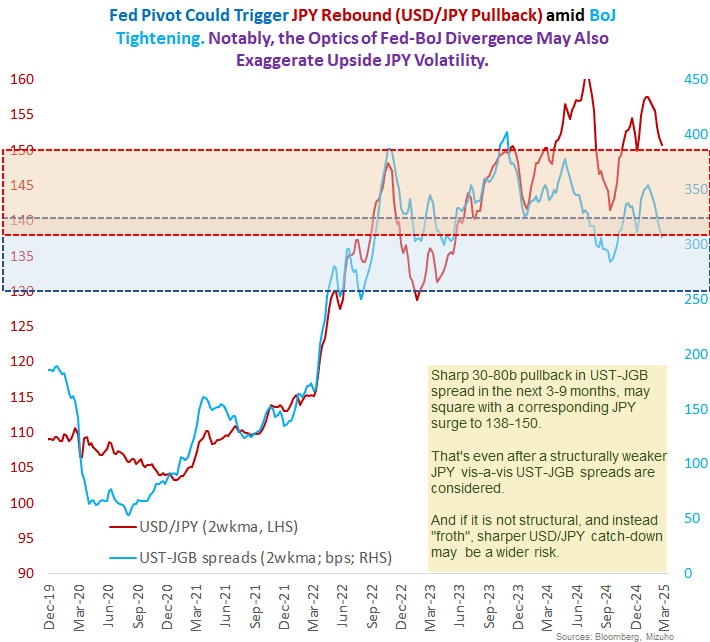 Fed Pivot Could Trigger JPY Rebound (USD/JPY Pullback) amid BoJ
Tightening. Notably, the Optics of Fed-BoJ Divergence May Also
Exaggerate Upside JPY Volatility.
160
155
150
145
140
135
130
125
120
115
110
105
100
95
90
450
400
350
300
250
200
150
100
50
0
Sharp 30-80b pullback in UST-JGB
spread in the next 3-9 months, may
square with a corresponding JPY
surge to 138-150.
That's even after a structurally weaker
JPY vis-a-vis UST-JGB spreads are
considered.
And if it is not structural, and instead
"froth", sharper USD/JPY catch-down
may be a wider risk.
USD/JPY (2wkma, LHS)
UST-JGB spreads (2wkma; bps; RHS)
Dec-19
Mar-20
Jun-20
Sep-20
Dec-20
Mar-21
Jun-21
Sep-21
Dec-21
Mar-22
Jun-22
Sep-22
Dec-22
Mar-23
Jun-23
Sep-23
Dec-23
Mar-24
Jun-24
Sep-24
Dec-24
Mar-25
Sources: Bloomberg, Mizuho